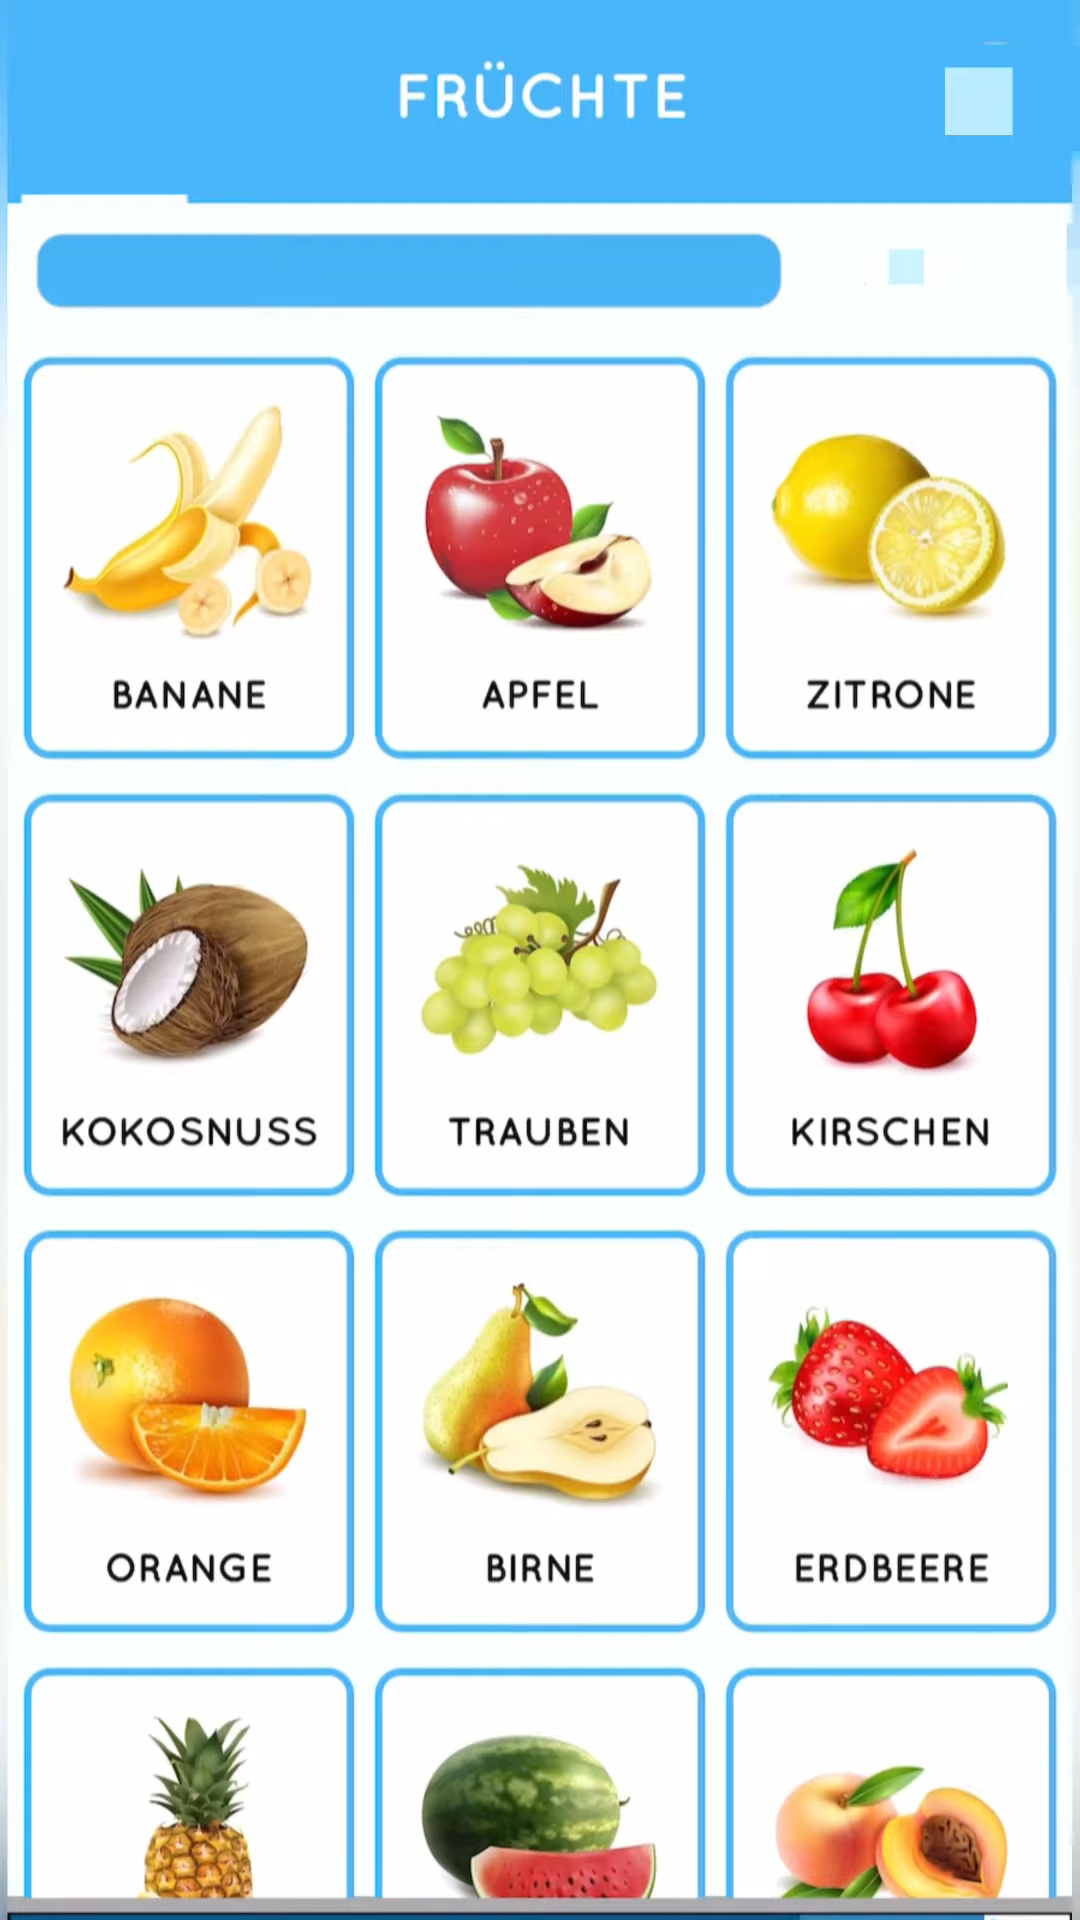 FRÜCHTE
BANANE
APFEL
ZITRONE
KOKOSNUSS
TRAUBEN
KIRSCHEN
ORANGE
BIRNE
ERDBEERE